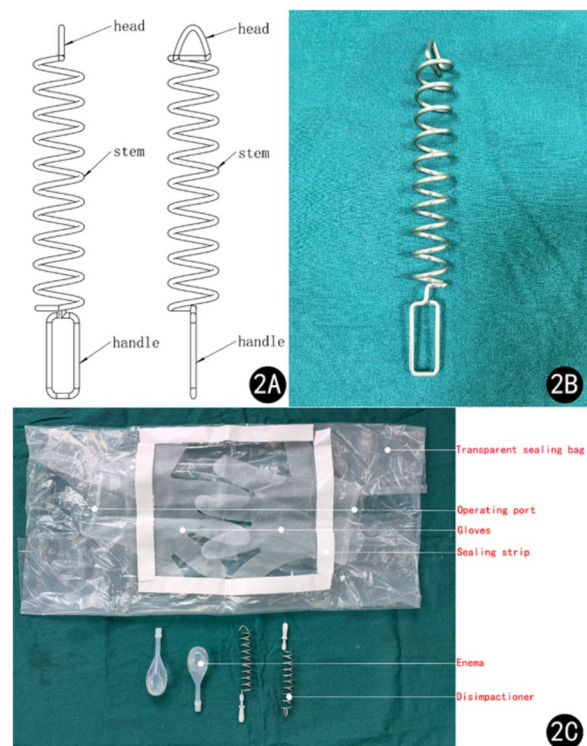 head
head
stem
stem
handle
handle
2A
2B
Transparent sealing bag
Operating port
Gloves
Sealing strip
Enema
Disimpactioner
2C